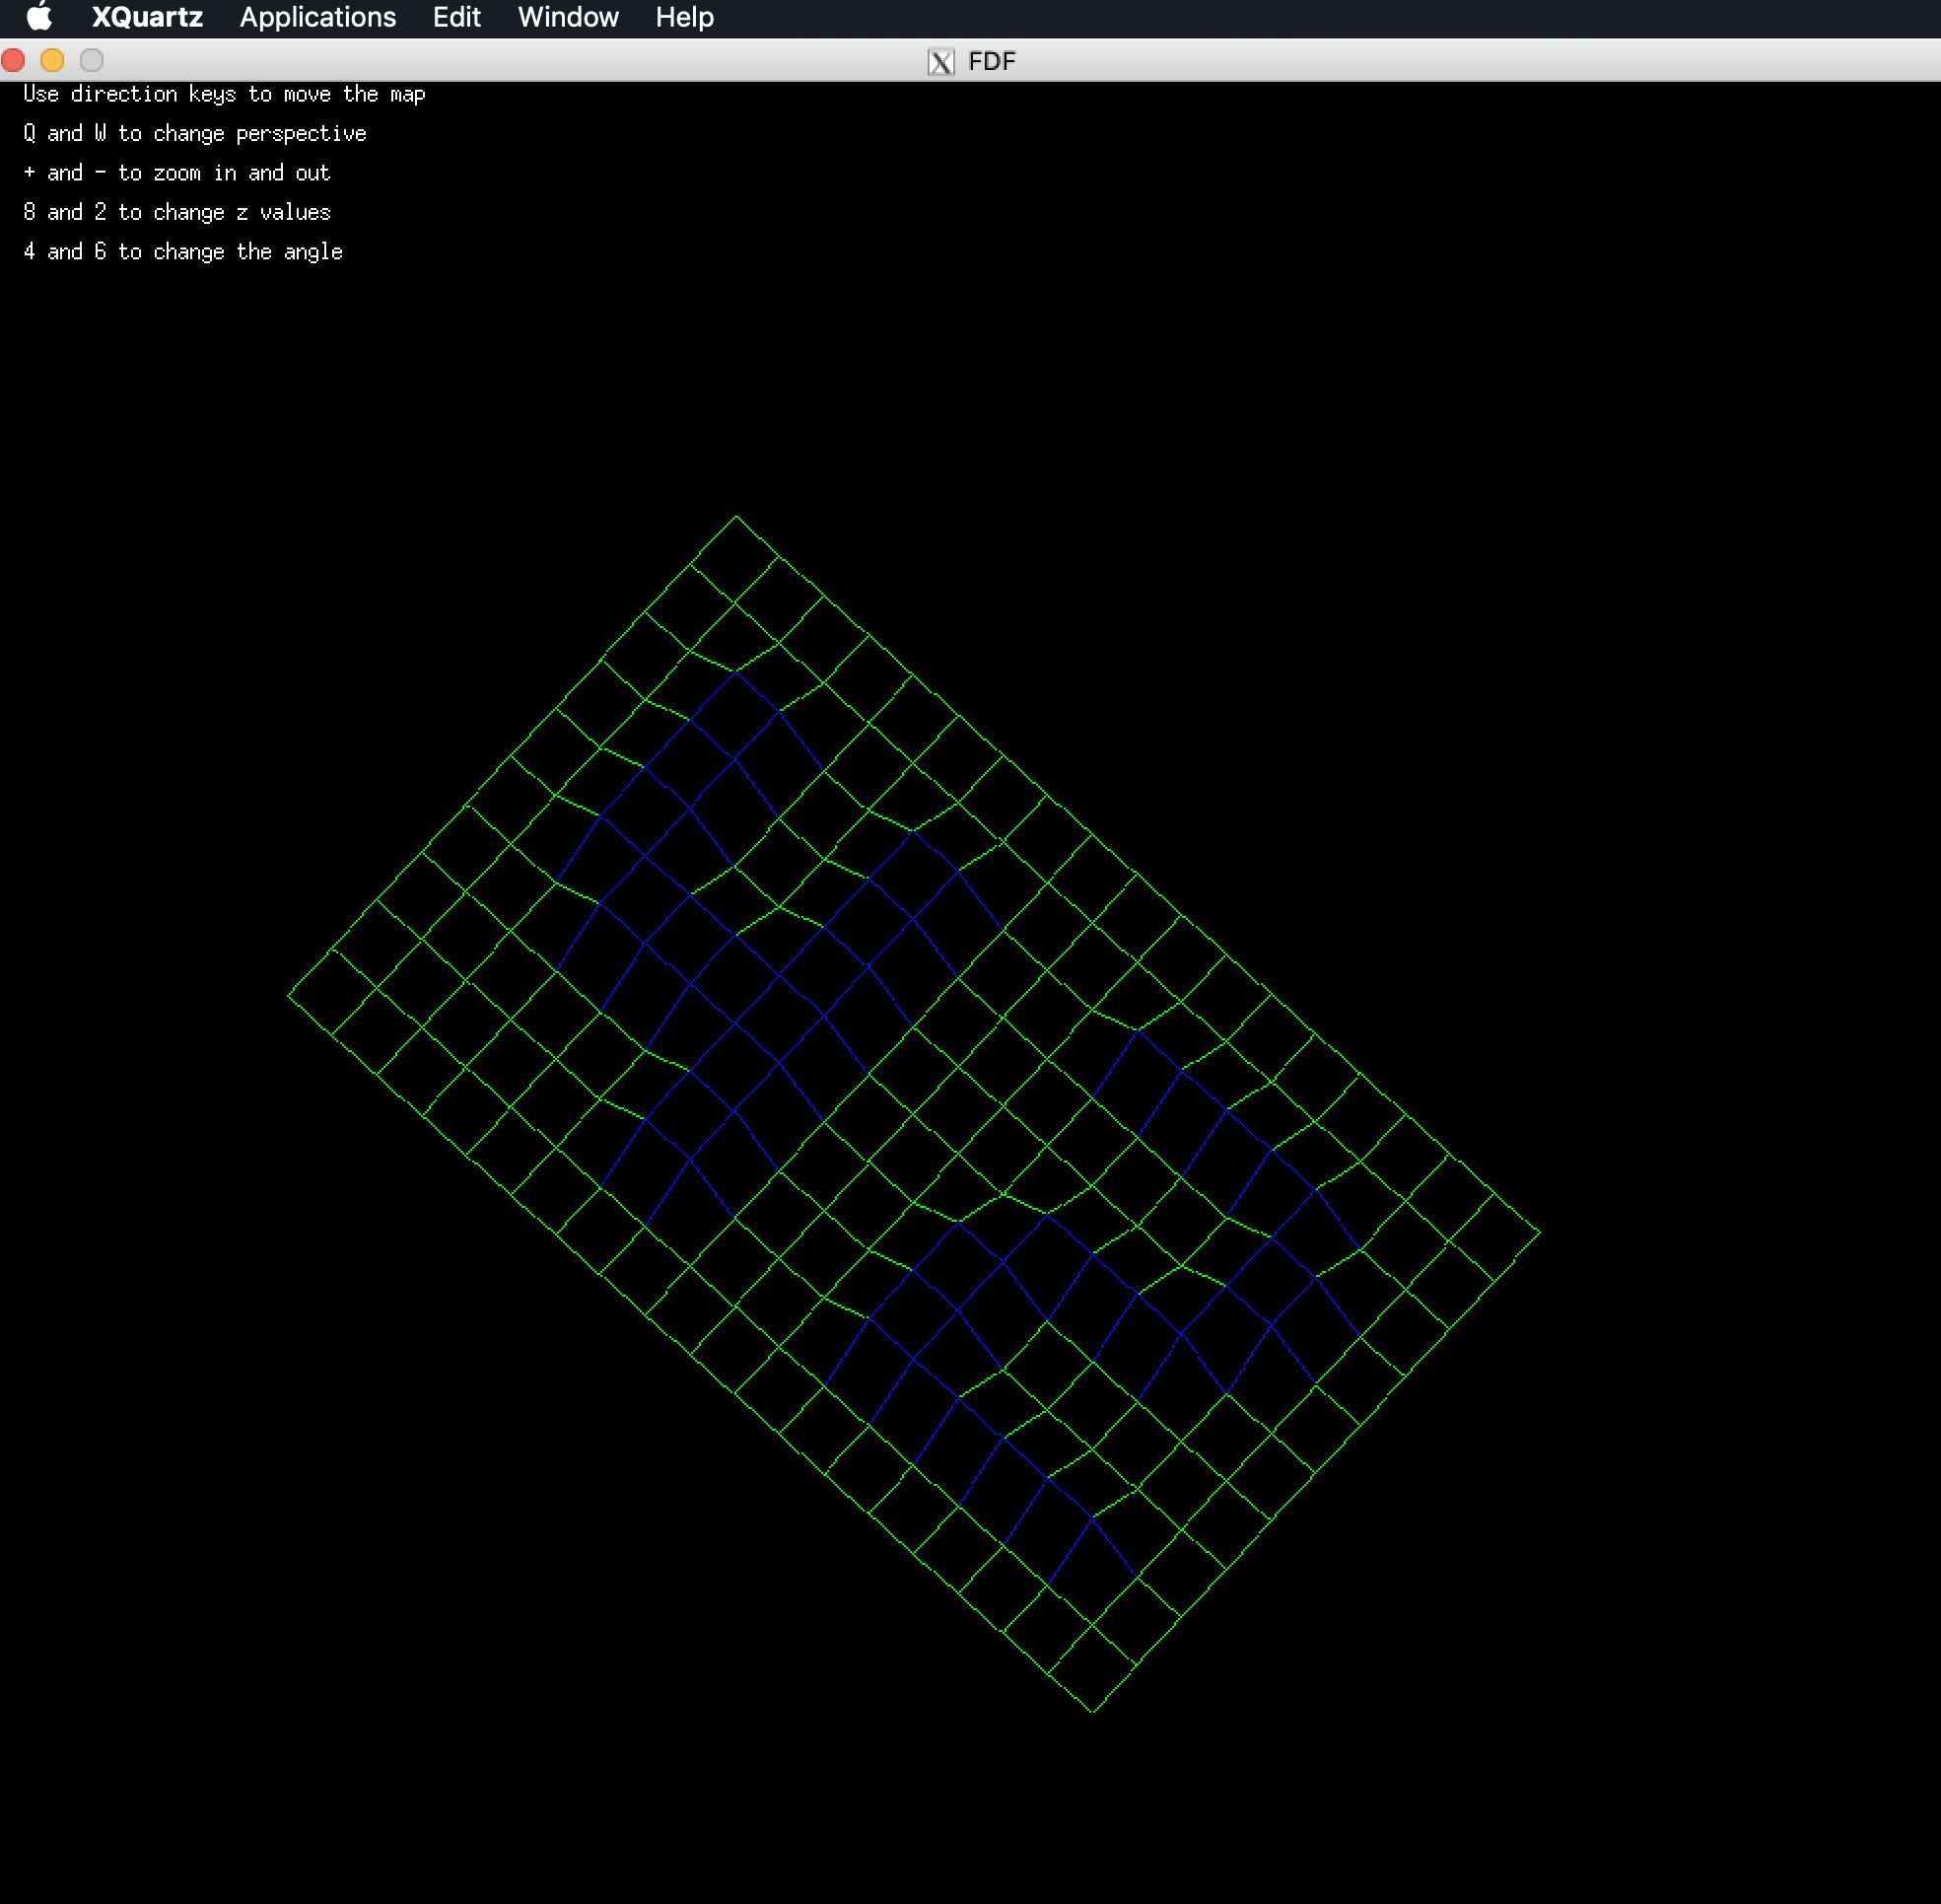 XQuartz Applications Edit Window Help
FDF
Use direction keys to move the map
Q and W to change perspective
+ and - to zoom in and out
8 and 2 to change z values
4 and 6 to change the angle